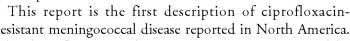 This report is the first description of ciprofloxacin-
esistant meningococcal disease reported in North America.